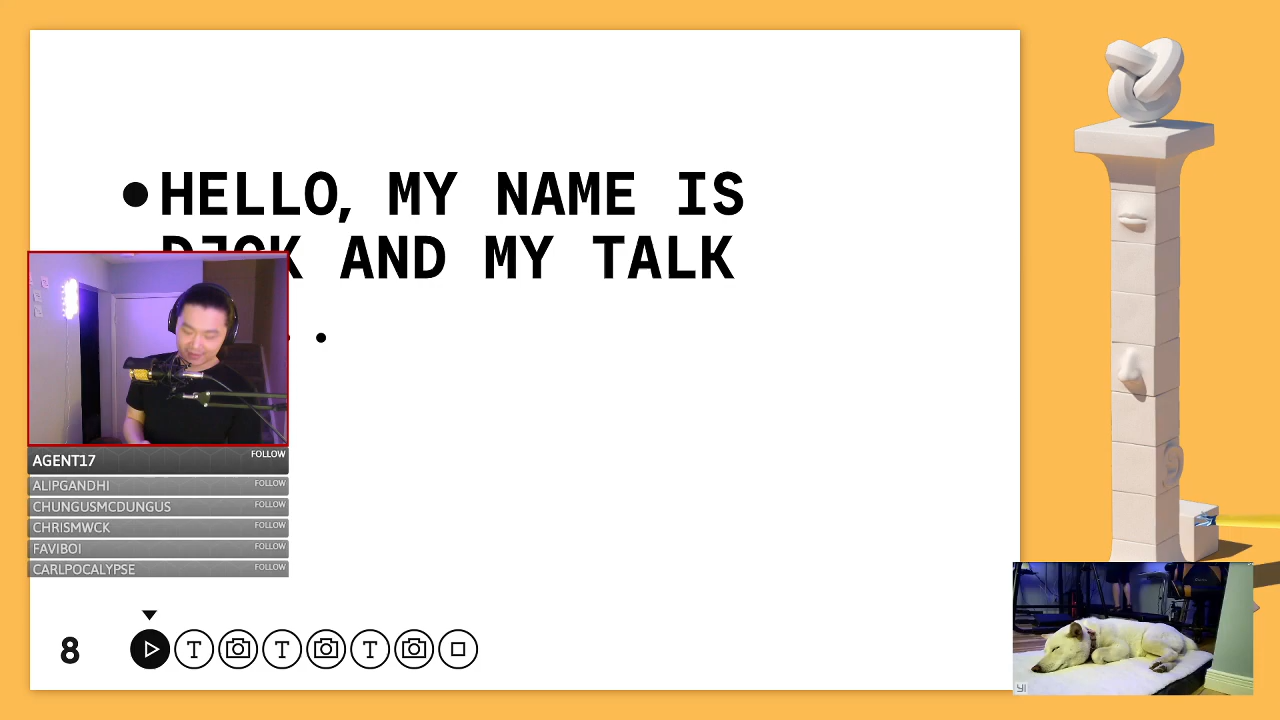 •HELLO, MY NAME IS
AND MY TALK
AGENT17 FOLLOW
ALIPGANDHI FOLLOW
CHUNGUSMCDUNGUS FOLLOW
CHRISMWCK FOLLOW
FAVIBOI FOLLOW
CARLPOCALYPSE FOLLOW
8 T T T
YI